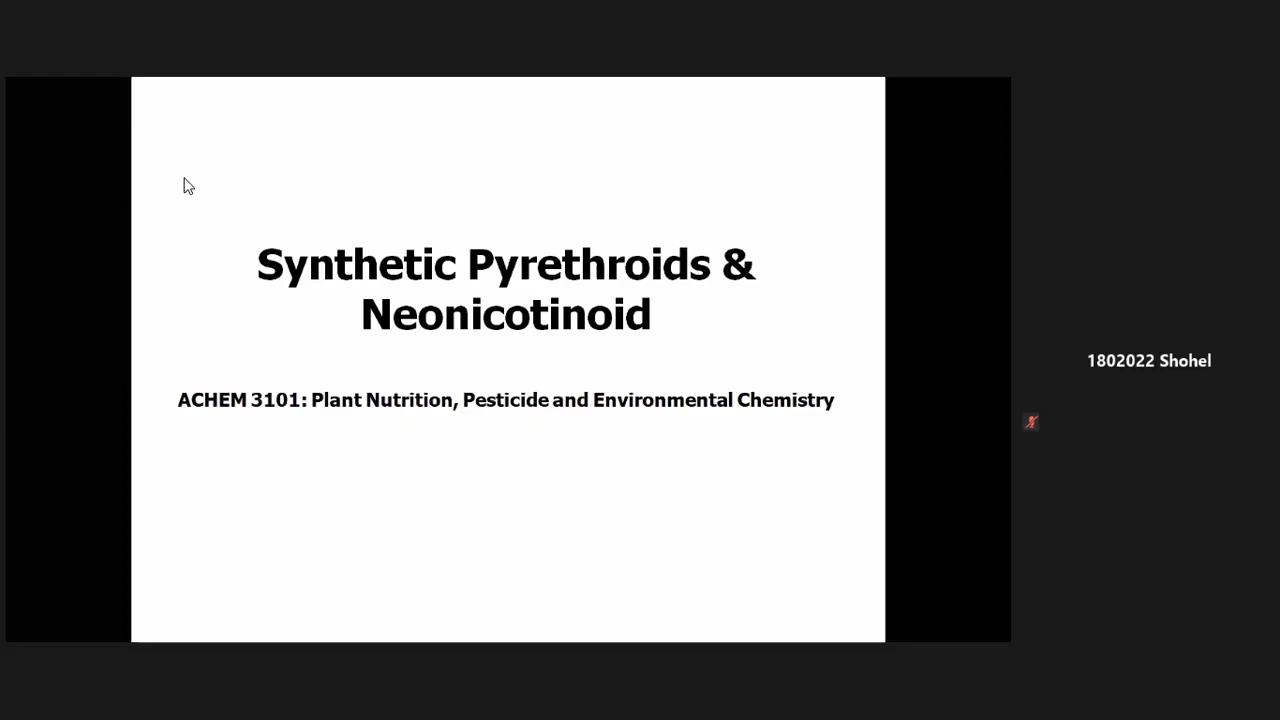 Synthetic Pyrethroids &
Neonicotinoid
ACHEM 3101: Plant Nutrition, Pesticide and Environmental Chemistry
1802022 Shohel